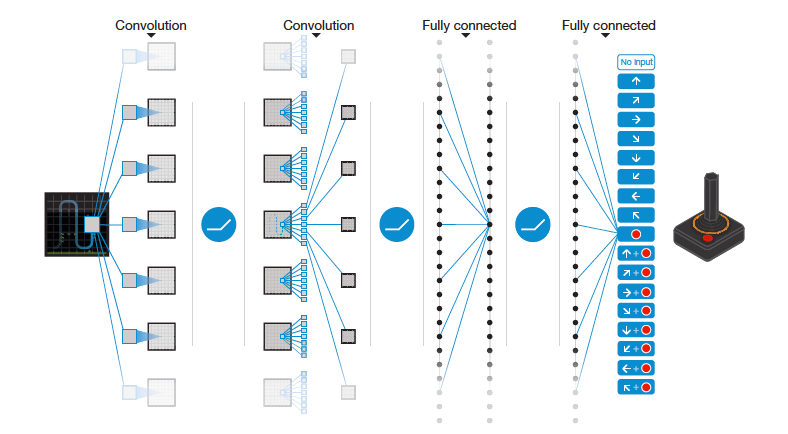 Convolution
Convolution
Fully connected
Fully connected
No input
+
+
+
+
+
+
+
+